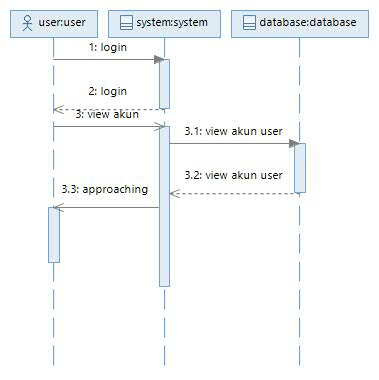 user:user
system:system
database:database
1: login
2: login
3: view akun
3.1: view akun user
3.2: view akun user
3.3: approaching